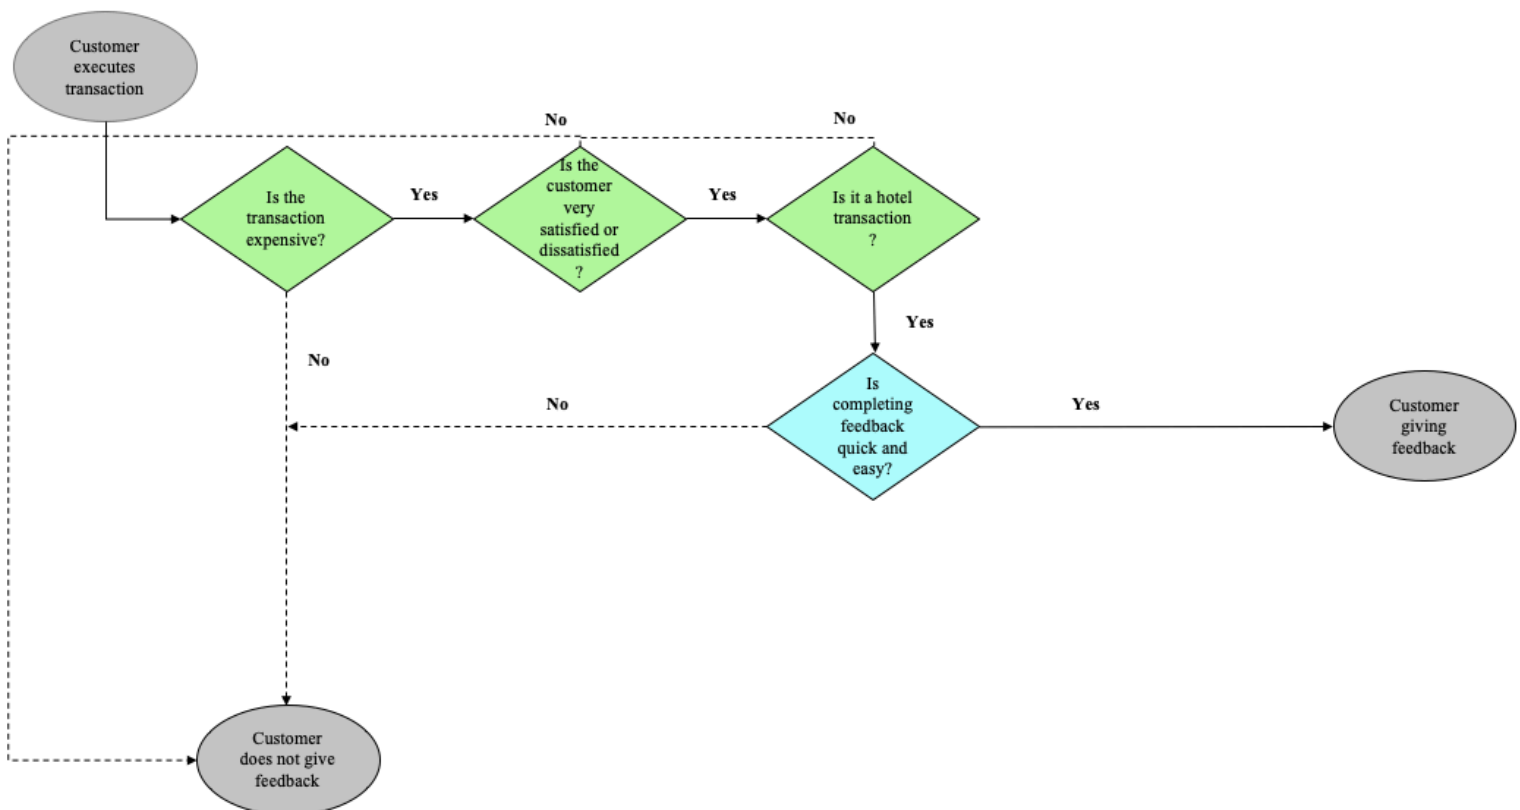 Customer
executes
transaction
No
No
Is the
transaction
expensive?
Yes
Is the
customer
very
satisfied or
dissatisfied
?
Yes
Is it a hotel
transaction
?
Yes
No
No
Is
completing
feedback
quick and
easy?
Yes
Customer
giving
feedback
Customer
does not give
feedback